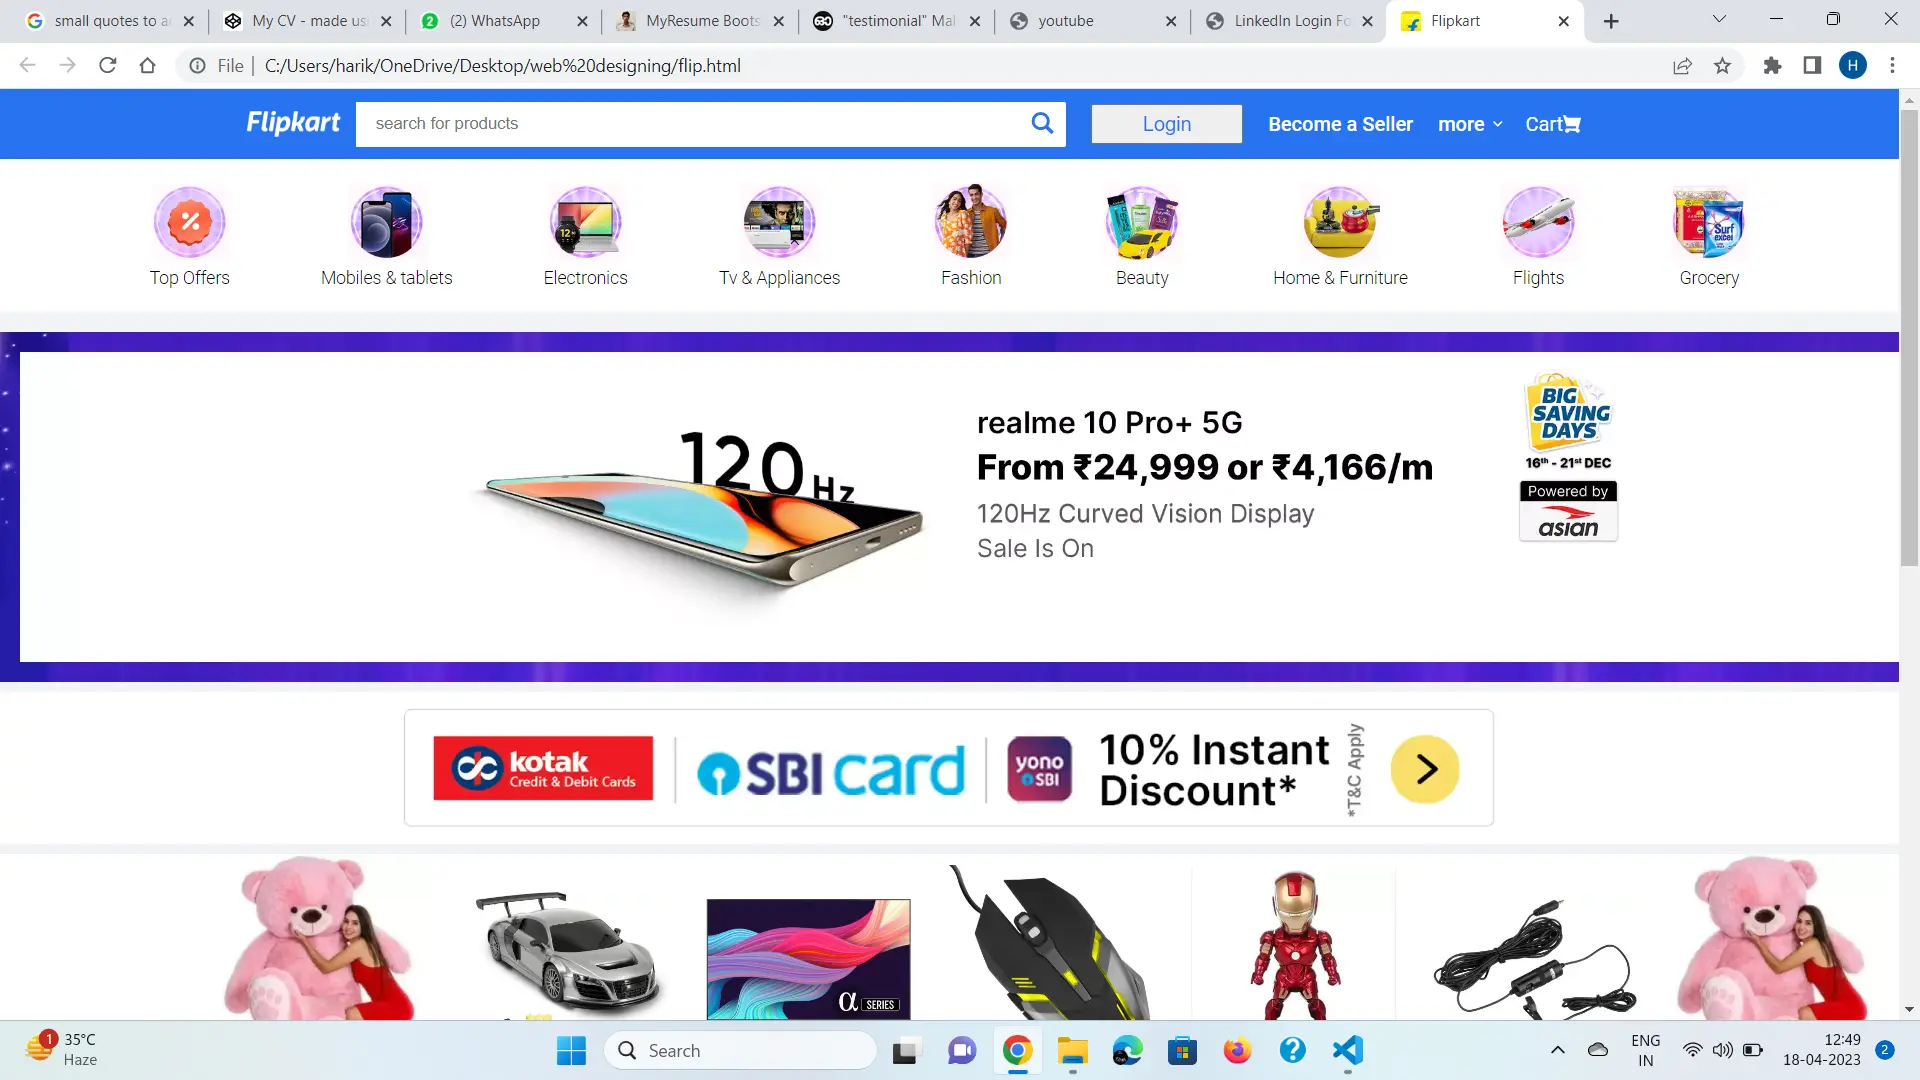 small quotes to a
My CV - made us
(2) WhatsApp
MyResume Boots
"testimonial" Mal
youtube
LinkedIn Login Fo
Flipkart
File
C:/Users/harik/OneDrive/Desktop/web%20designing/flip.html
H
Flipkart
search for products
Login
Become a Seller
more
Cart
Top Offers
Mobiles & tablets
Electronics
Tv & Appliances
Fashion
Beauty
Home & Furniture
Flights
Grocery
120Hz
realme 10 Pro+ 5G
From ₹24,999 or ₹4,166/m
120Hz Curved Vision Display
Sale Is On
BIG
SAVING
DAYS
16th - 21st DEC
Powered by
asian
kotak
Credit & Debit Cards
SBI card
yono
SBI
10% Instant
Discount*
*T&C Apply
α SERIES
1
35°C
Haze
Search
ENG
IN
12:49
18-04-2023
2